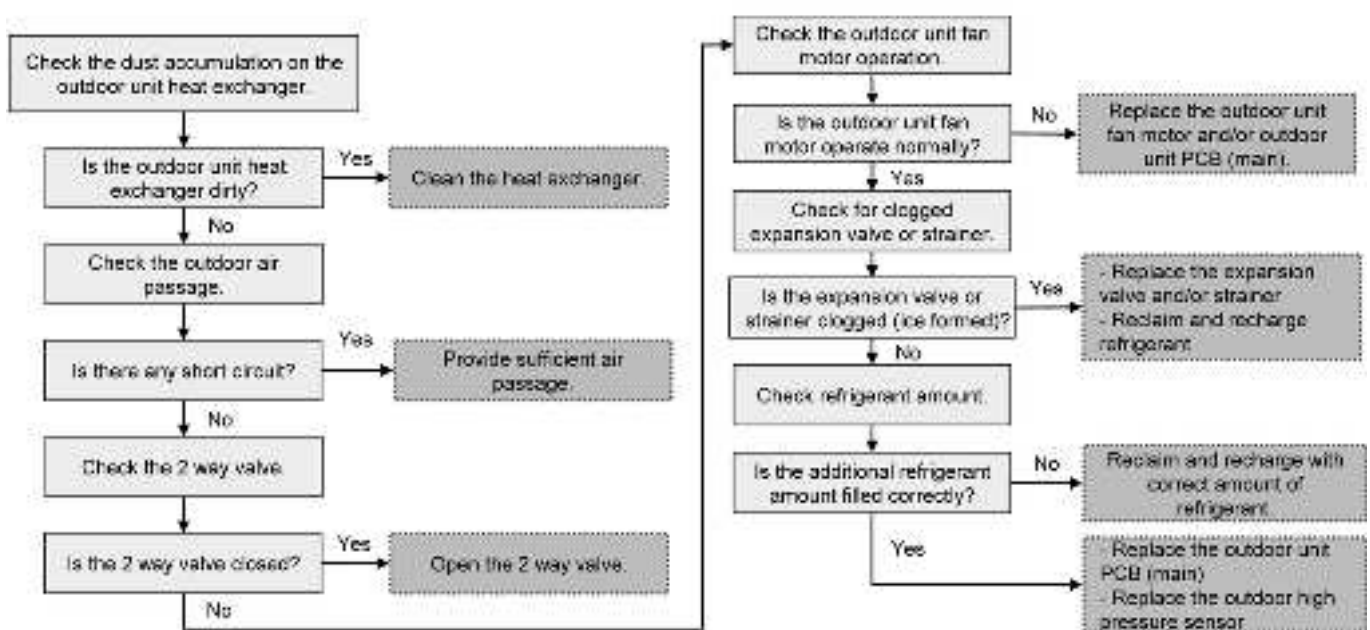 Check the dust accumulation on the
outdoor unit heat exchanger.
Is the outdoor unit heat
exchanger dirty?
Yes
Clean the heat exchanger.
No
Check the outdoor air
passage.
Is there any short circuit?
Yes
Provide sufficient air
passage.
No
Check the 2 way valve.
Is the 2 way valve closed?
Yes
Open the 2 way valve.
No
Check the outdoor unit fan
motor operation.
Is the outdoor unit fan
motor operate normally?
No
Replace the outdoor unit
fan motor and/or outdoor
unit PCB (main).
Yes
Check for clogged
expansion valve or strainer.
Is the expansion valve or
strainer clogged (ice formed)?
Yes
- Replace the expansion
valve and/or strainer
- Reclaim and recharge
refrigerant
No
Check refrigerant amount.
Is the additional refrigerant
amount filled correctly?
No
Reclaim and recharge with
correct amount of
refrigerant
Yes
- Replace the outdoor unit
PCB (main)
- Replace the outdoor high
pressure sensor